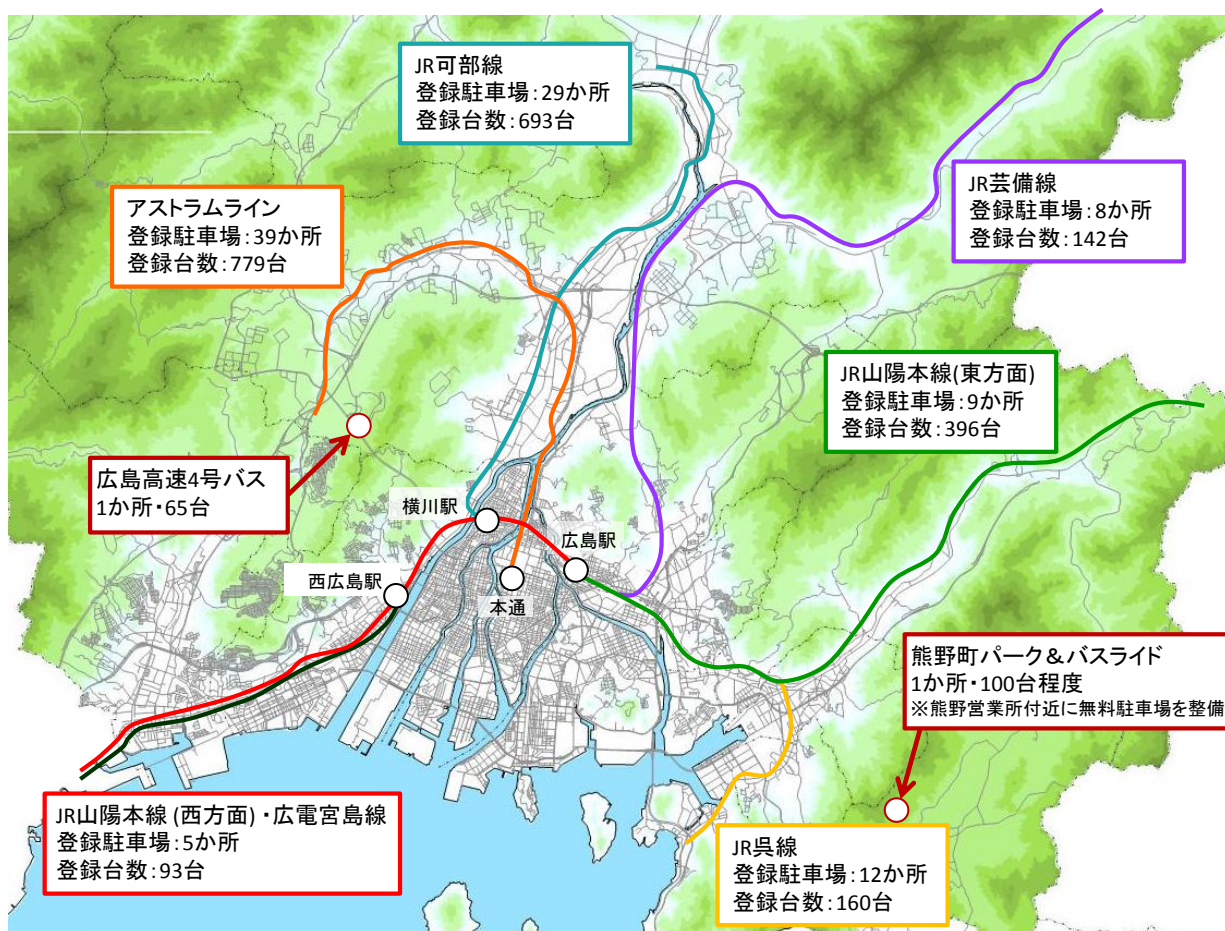 JR可部線
登録駐車場:29か所
登録台数:693台
JR芸備線
登録駐車場:8か所
登録台数:142台
アストラムライン
登録駐車場:39か所
登録台数:779台
JR山陽本線(東方面)
登録駐車場:9か所
登録台数:396台
広島高速4号バス
1か所・65台
横川駅
広島駅
西広島駅
本通
熊野町パーク&バスライド
1か所・100台程度
※熊野営業所付近に無料駐車場を整備
JR山陽本線(西方面)・広電宮島線
登録駐車場:5か所
登録台数:93台
JR呉線
登録駐車場:12か所
登録台数:160台